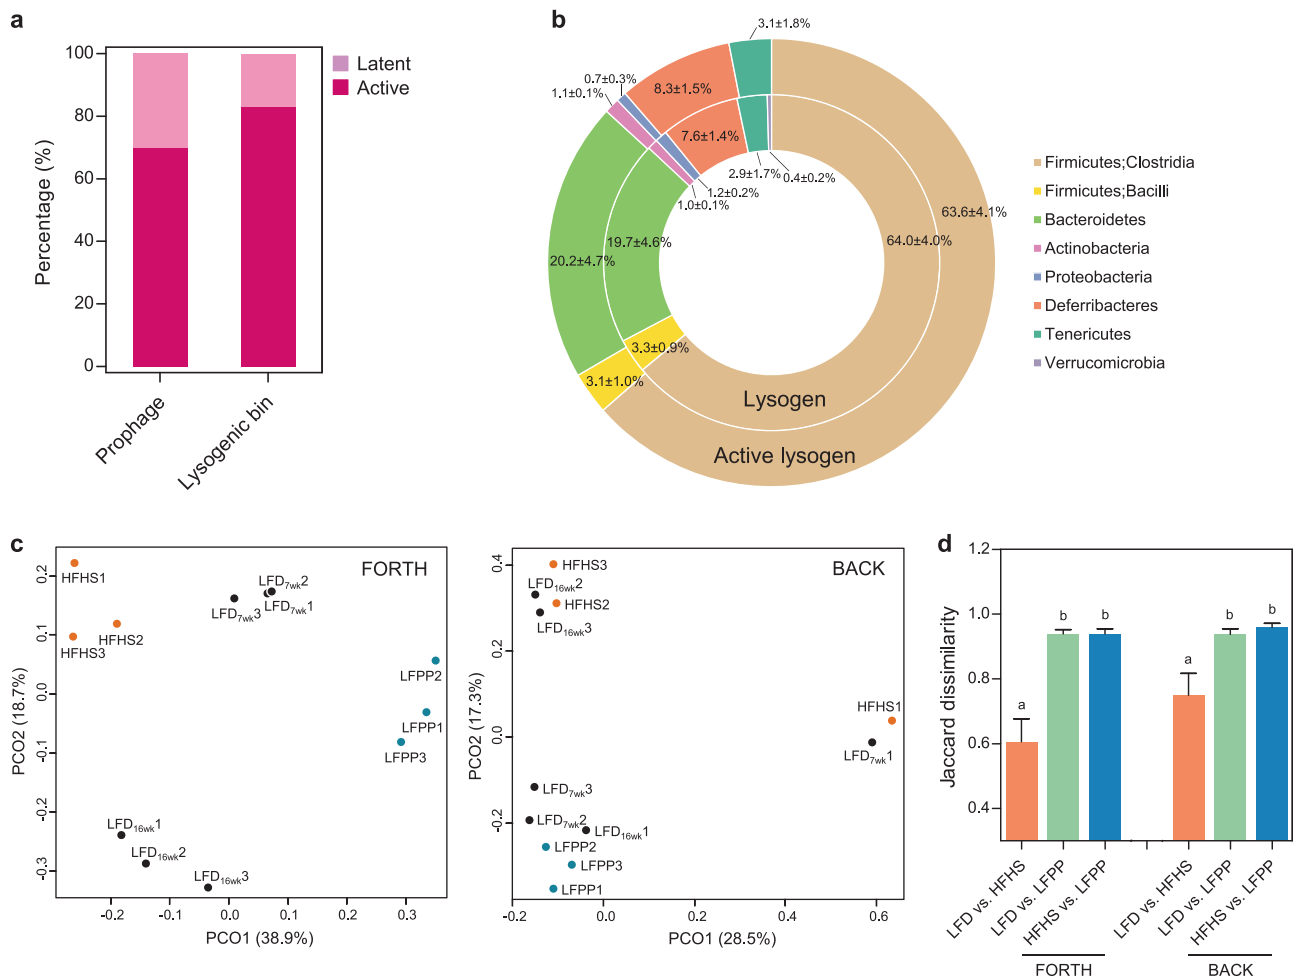 a
100
80
60
40
20
0
Percentage (%)
Prophage
Lysogenic bin
Latent
Active
b
3.1±1.8%
0.7±0.3%
1.1±0.1%
8.3±1.5%
7.6±1.4%
2.9±1.7%
0.4±0.2%
1.2±0.2%
1.0±0.1%
63.6±4.1%
64.0±4.0%
19.7±4.6%
20.2±4.7%
3.3±0.9%
3.1±1.0%
Lysogen
Active lysogen
Firmicutes;Clostridia
Firmicutes;Bacilli
Bacteroidetes
Actinobacteria
Proteobacteria
Deferribacteres
Tenericutes
Verrucomicrobia
c
FORTH
HFHS1
HFHS2
HFHS3
LFD7wk2
LFD7wk1
LFD7wk3
LFPP2
LFPP1
LFPP3
LFD16wk1
LFD16wk2
LFD16wk3
0.2
0.1
0.0
-0.1
-0.2
-0.3
PCO2 (18.7%)
-0.2
-0.1
0.0
0.1
0.2
0.3
PCO1 (38.9%)
BACK
HFHS3
LFD16wk2
HFHS2
LFD16wk3
HFHS1
LFD7wk1
LFD7wk3
LFD7wk2
LFD16wk1
LFPP2
LFPP3
LFPP1
0.4
0.2
0.0
-0.2
PCO2 (17.3%)
-0.2
0.0
0.2
0.4
0.6
PCO1 (28.5%)
d
1.2
1.0
0.8
0.6
0.4
Jaccard dissimilarity
a
b
b
a
b
b
LFD vs. HFHS
LFD vs. LFPP
HFHS vs. LFPP
LFD vs. HFHS
LFD vs. LFPP
HFHS vs. LFPP
FORTH
BACK